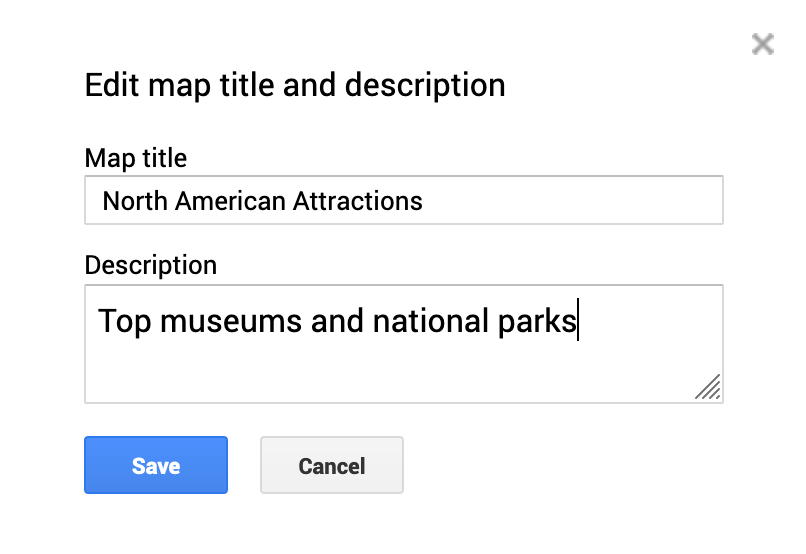 Edit map title and description
Map title
North American Attractions
Description
Top museums and national parks
Save Cancel